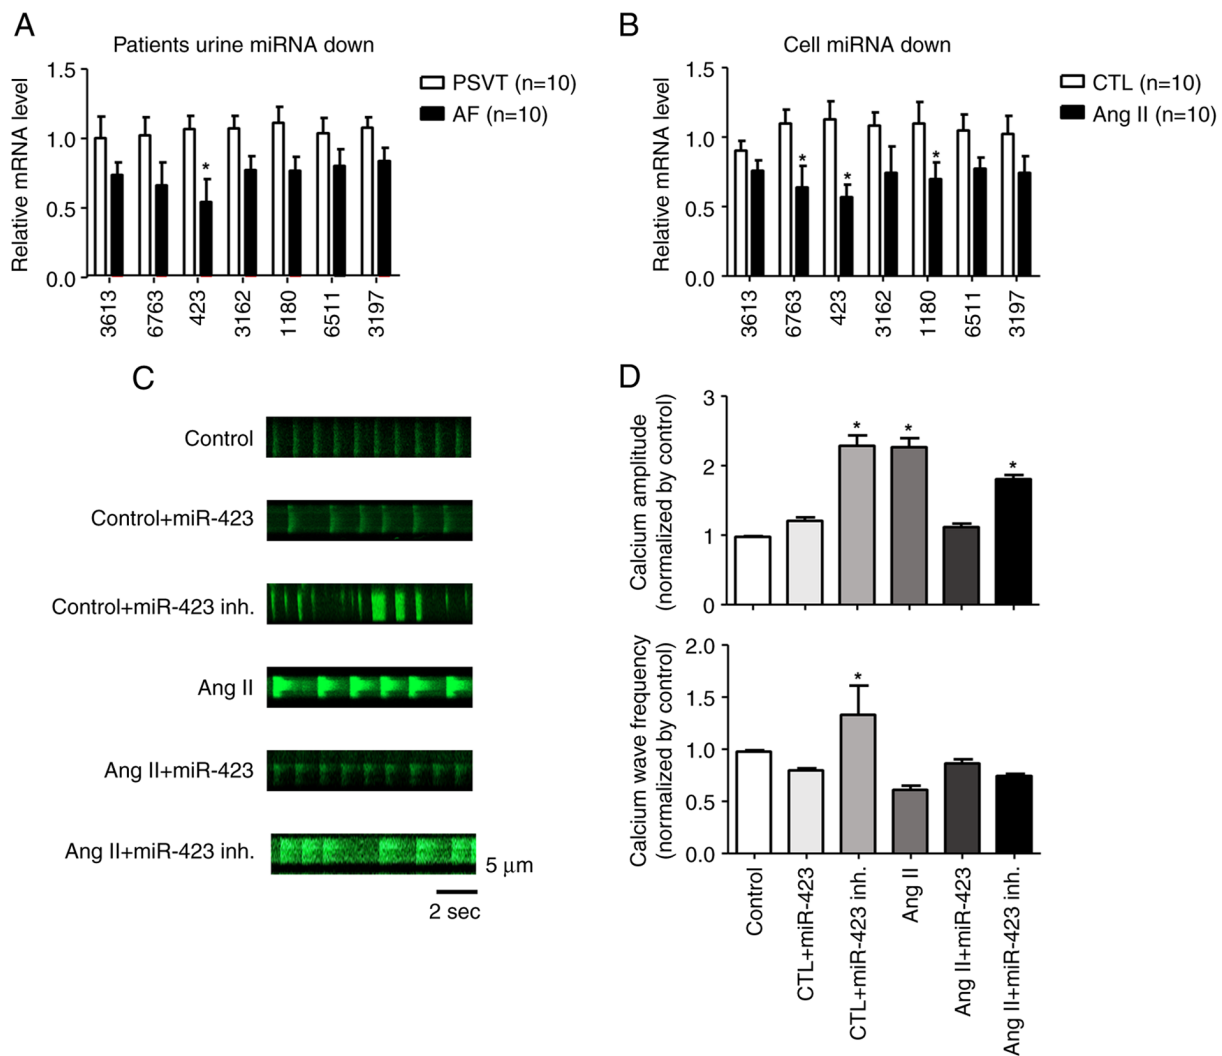 A
Patients urine miRNA down
Relative mRNA level
1.5
1.0
0.5
0.0
3613
6763
423
3162
1180
6511
3197
PSVT (n=10)
AF (n=10)
*
B
Cell miRNA down
Relative mRNA level
1.5
1.0
0.5
0.0
3613
6763
423
3162
1180
6511
3197
CTL (n=10)
Ang II (n=10)
*
*
*
C
Control
Control+miR-423
Control+miR-423 inh.
Ang II
Ang II+miR-423
Ang II+miR-423 inh.
5 μm
2 sec
D
Calcium amplitude
(normalized by control)
3
2
1
0
*
*
*
Calcium wave frequency
(normalized by control)
2.0
1.5
1.0
0.5
0.0
*
Control
CTL+miR-423
CTL+miR-423 inh.
Ang II
Ang II+miR-423
Ang II+miR-423 inh.